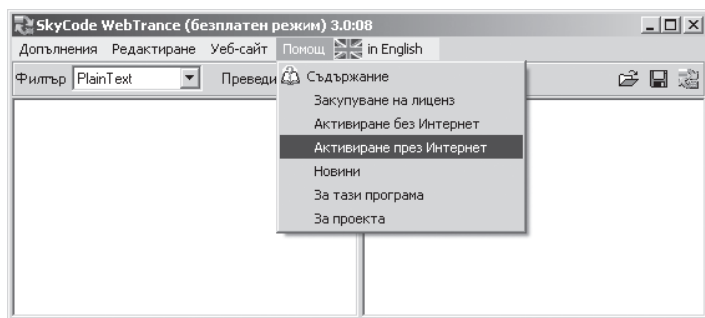 SkyCode WebTrance (безплатен режим) 3.0:08
Допълнения Редактиране Уеб-сайт Помощ in English
Филтър PlainText Преведи
Съдържание
Закупуване на лиценз
Активиране без Интернет
Активиране през Интернет
Новини
За тази програма
За проекта